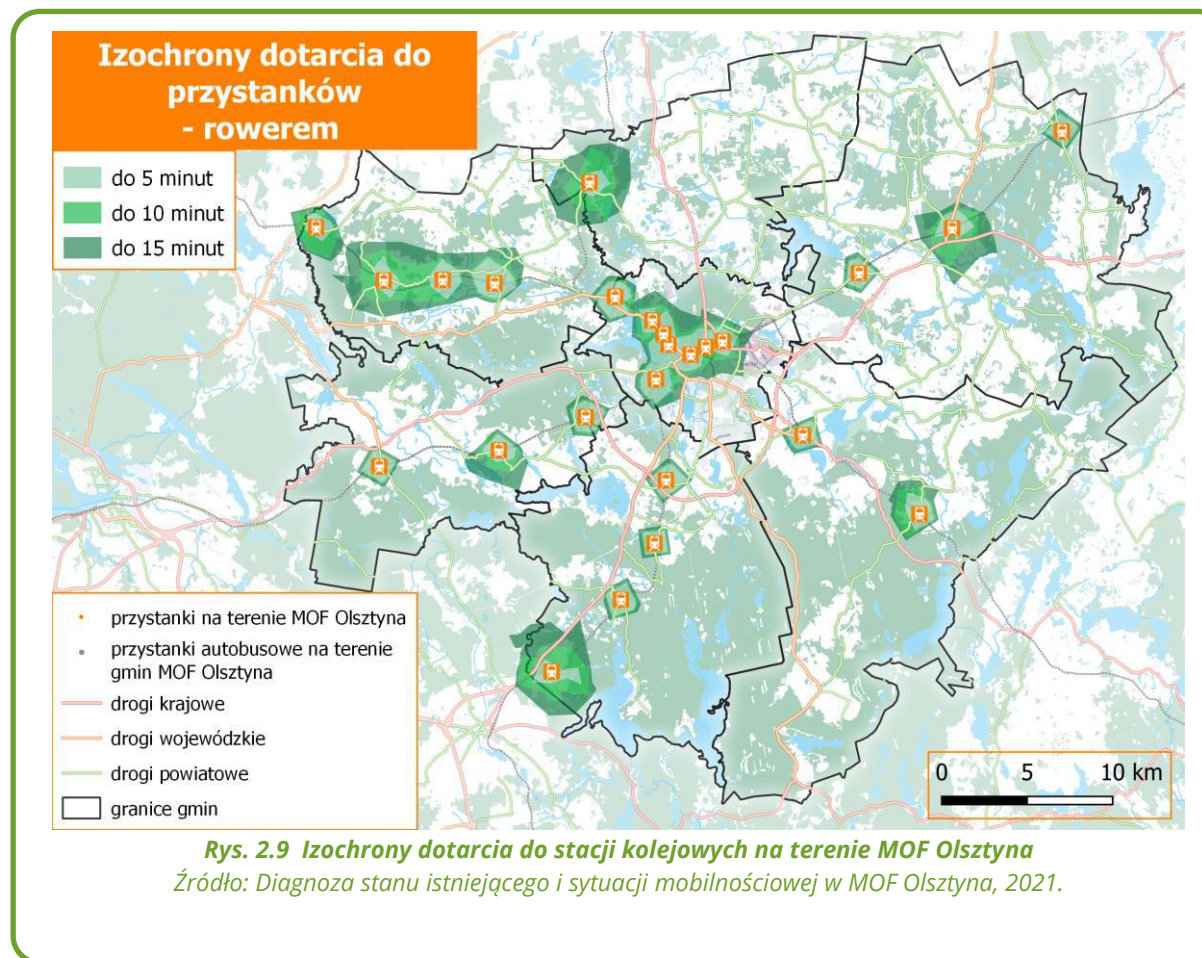 Izochrony dotarcia do
przystanków
- rowerem
do 5 minut
do 10 minut
do 15 minut
przystanki na terenie MOF Olsztyna
przystanki autobusowe na terenie
gmin MOF Olsztyna
drogi krajowe
drogi wojewódzkie
drogi powiatowe
granice gmin
0 5 10 km
Rys. 2.9 Izochrony dotarcia do stacji kolejowych na terenie MOF Olsztyna
Źródło: Diagnoza stanu istniejącego i sytuacji mobilnościowej w MOF Olsztyna, 2021.